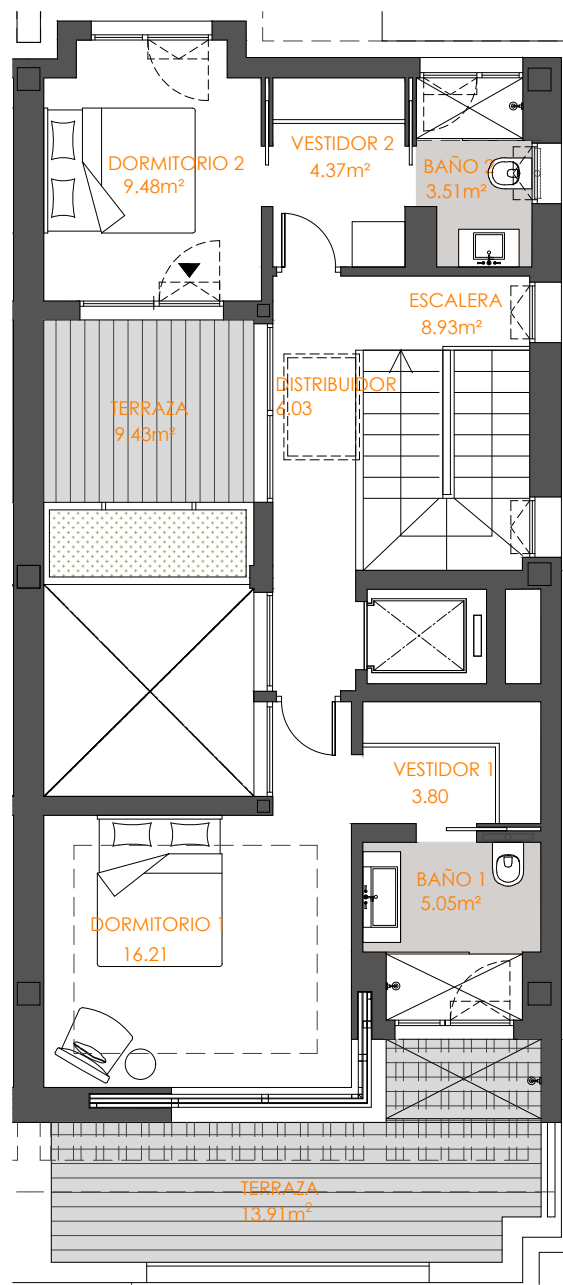 VESTIDOR 2
4.37m²
DORMITORIO 2
9.48m²
BAÑO 2
3.51m²
ESCALERA
8.93m²
DISTRIBUIDOR
6.03
TERRAZA
9.43m²
VESTIDOR 1
3.80
BAÑO 1
5.05m²
DORMITORIO 1
16.21
TERRAZA
13.91m²